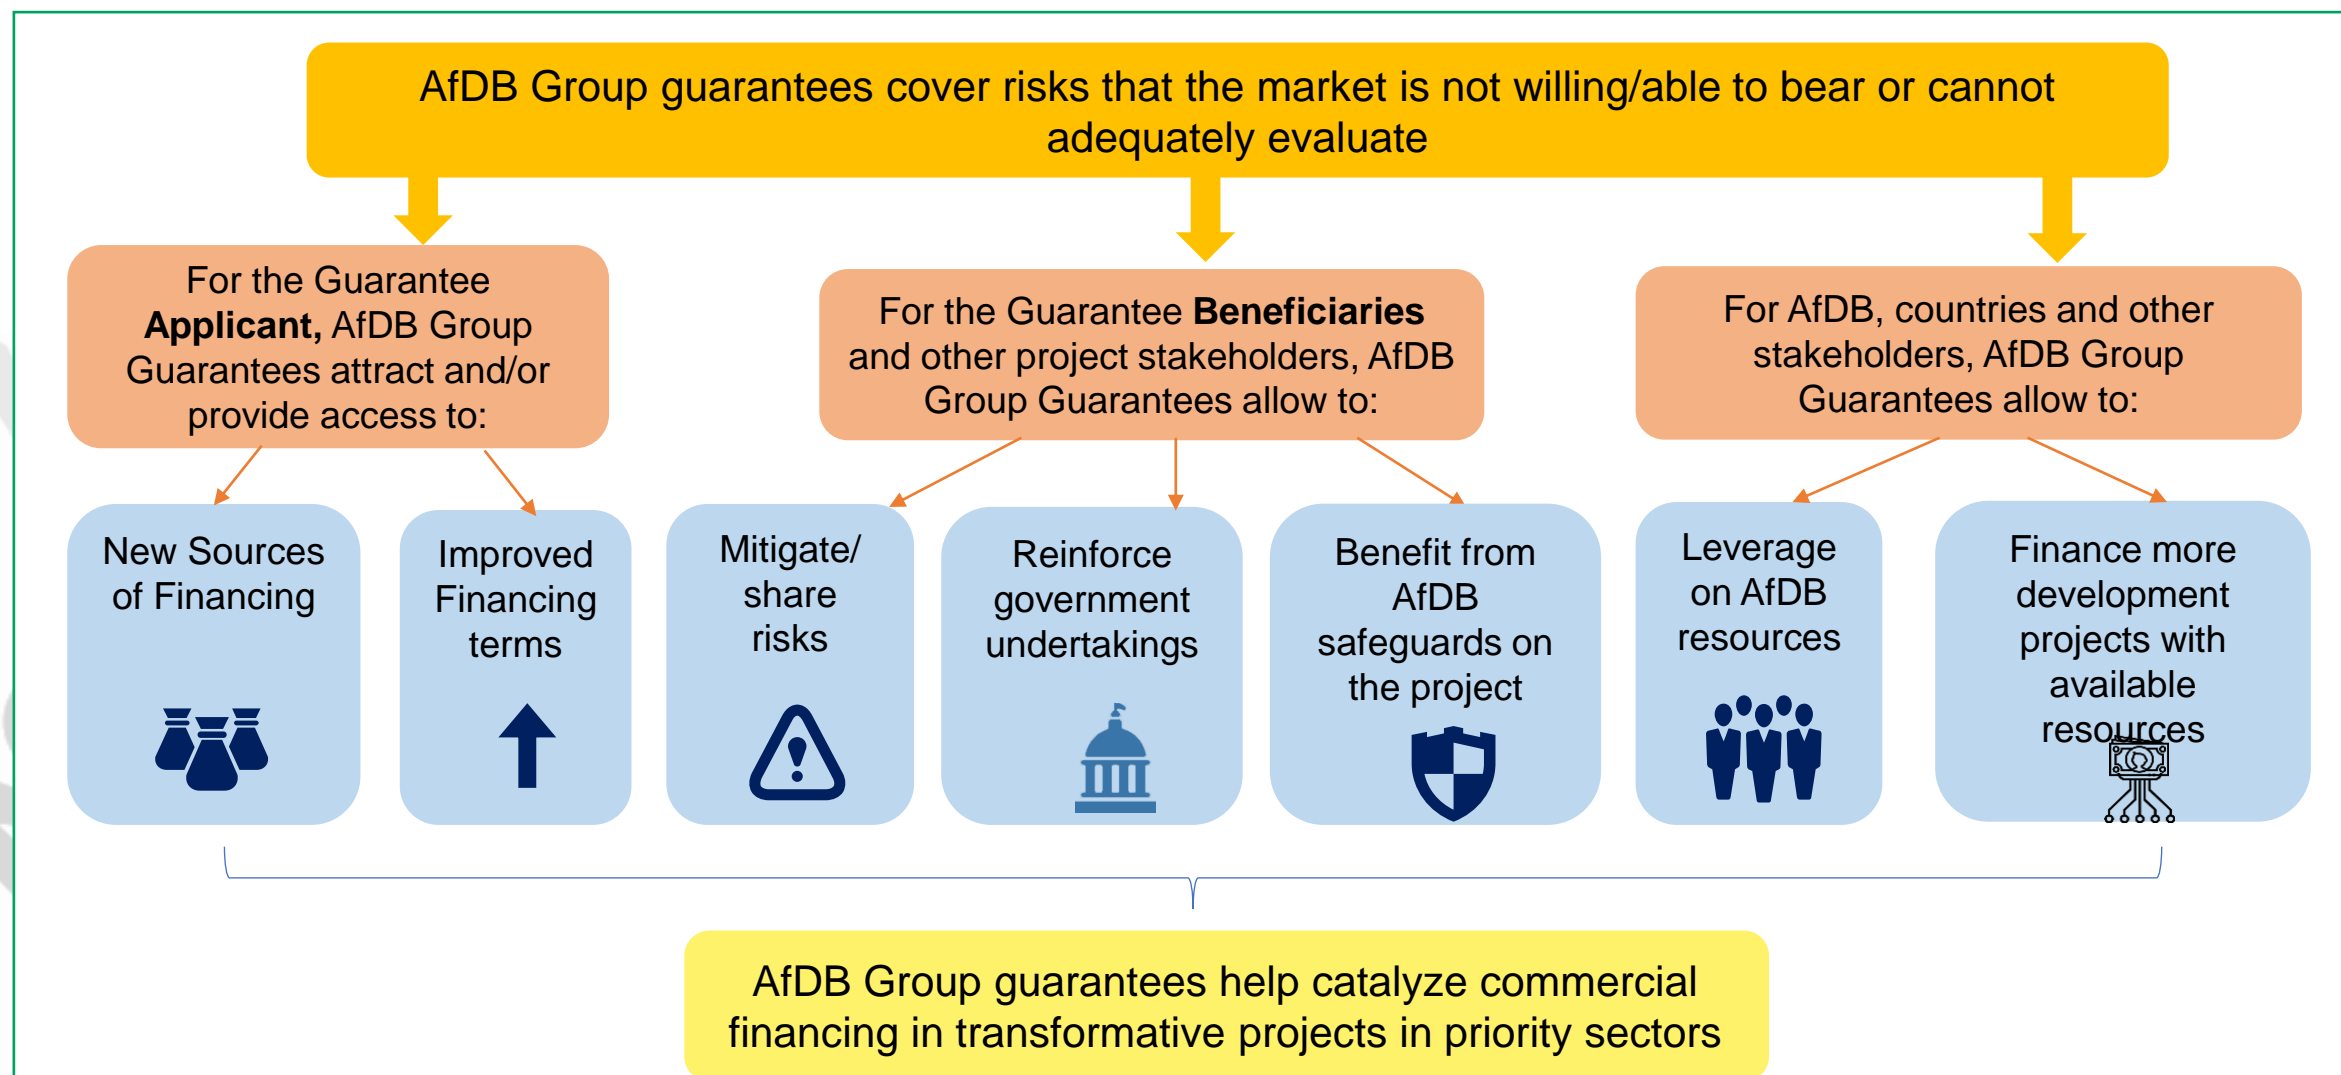 AfDB Group guarantees cover risks that the market is not willing/able to bear or cannot
adequately evaluate
For the Guarantee
Applicant, AfDB Group
Guarantees attract and/or
provide access to:
For the Guarantee Beneficiaries
and other project stakeholders, AfDB
Group Guarantees allow to:
For AfDB, countries and other
stakeholders, AfDB Group
Guarantees allow to:
New Sources
of Financing
Improved
Financing
terms
Mitigate/
share
risks
Reinforce
government
undertakings
Benefit from
AfDB
safeguards on
the project
Leverage
on AfDB
resources
Finance more
development
projects with
available
resources
AfDB Group guarantees help catalyze commercial
financing in transformative projects in priority sectors